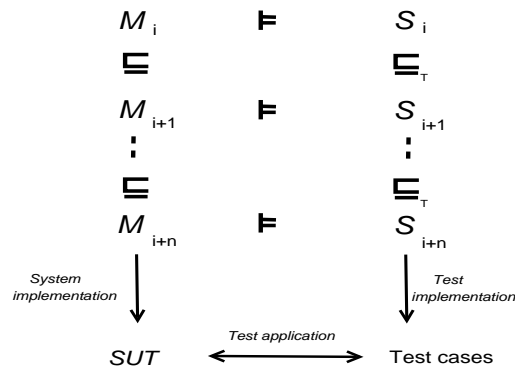 M i ⊨ S i
⊑ ⊑ T
M i+1 ⊨ S i+1
⊑ ⊑ T
M i+n ⊨ S i+n
System implementation
Test implementation
Test application
SUT
Test cases